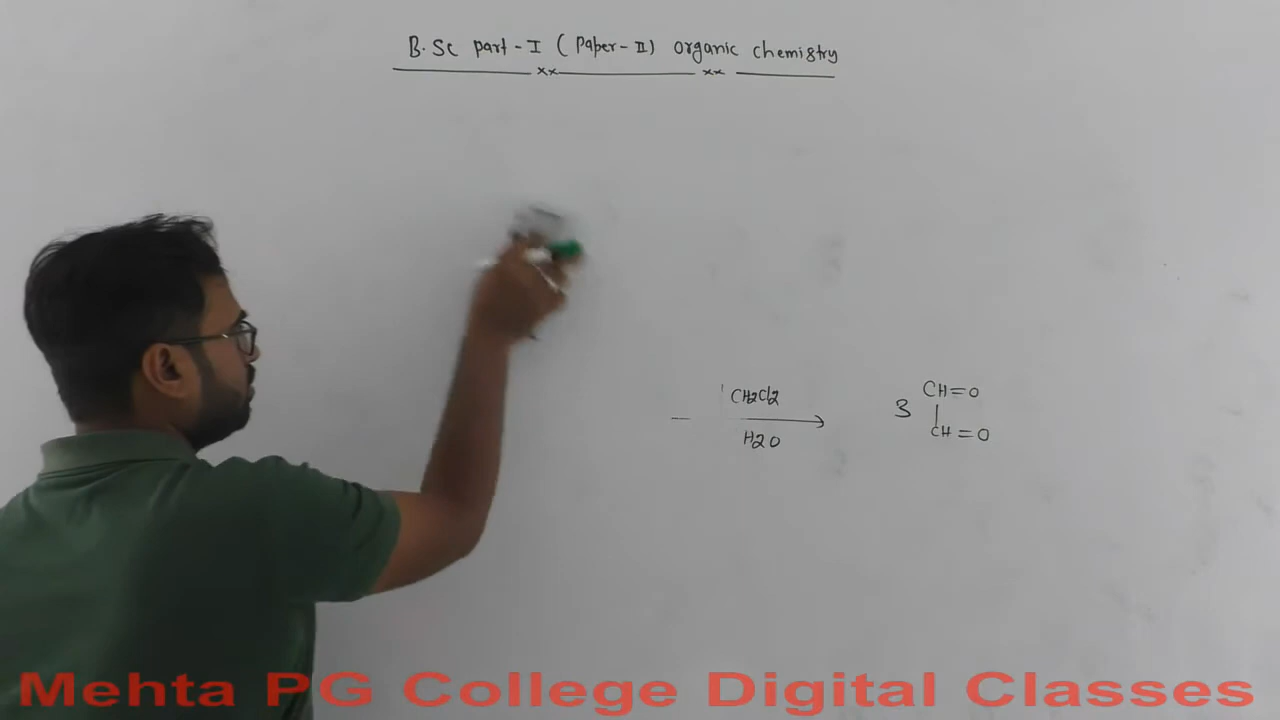 B.Sc part-I (Paper-II) organic chemistry
xx xx
CH2Cl2
H2O
3 CH=O
CH=O
Mehta PG College Digital Classes